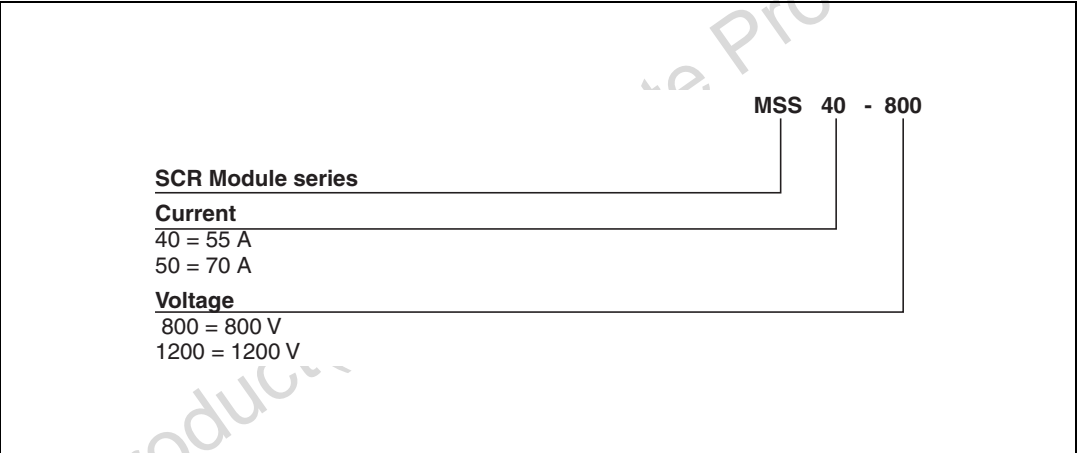 MSS 40 - 800
SCR Module series
Current
40 = 55 A
50 = 70 A
Voltage
800 = 800 V
1200 = 1200 V